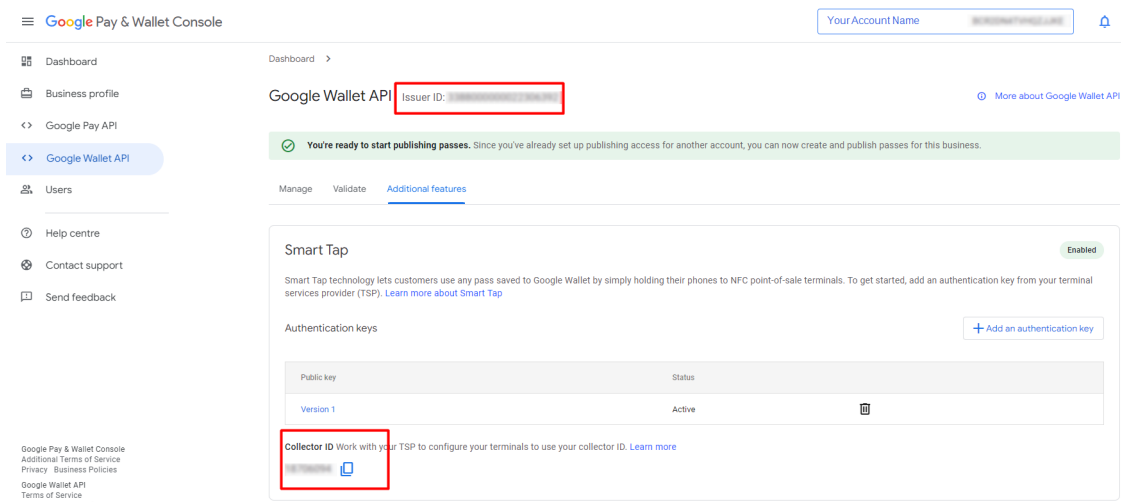 Google Pay & Wallet Console
Your Account Name
Dashboard
Business profile
Google Pay API
Google Wallet API
Users
Help centre
Contact support
Send feedback
Google Pay & Wallet Console
Additional Terms of Service
Privacy Business Policies
Google Wallet API
Terms of Service
Dashboard >
Google Wallet API Issuer ID:
More about Google Wallet API
You're ready to start publishing passes. Since you've already set up publishing access for another account, you can now create and publish passes for this business.
Manage Validate Additional features
Smart Tap
Enabled
Smart Tap technology lets customers use any pass saved to Google Wallet by simply holding their phones to NFC point-of-sale terminals. To get started, add an authentication key from your terminal
services provider (TSP). Learn more about Smart Tap
Authentication keys
Add an authentication key
Public key Status
Version 1 Active
Collector ID Work with your TSP to configure your terminals to use your collector ID. Learn more